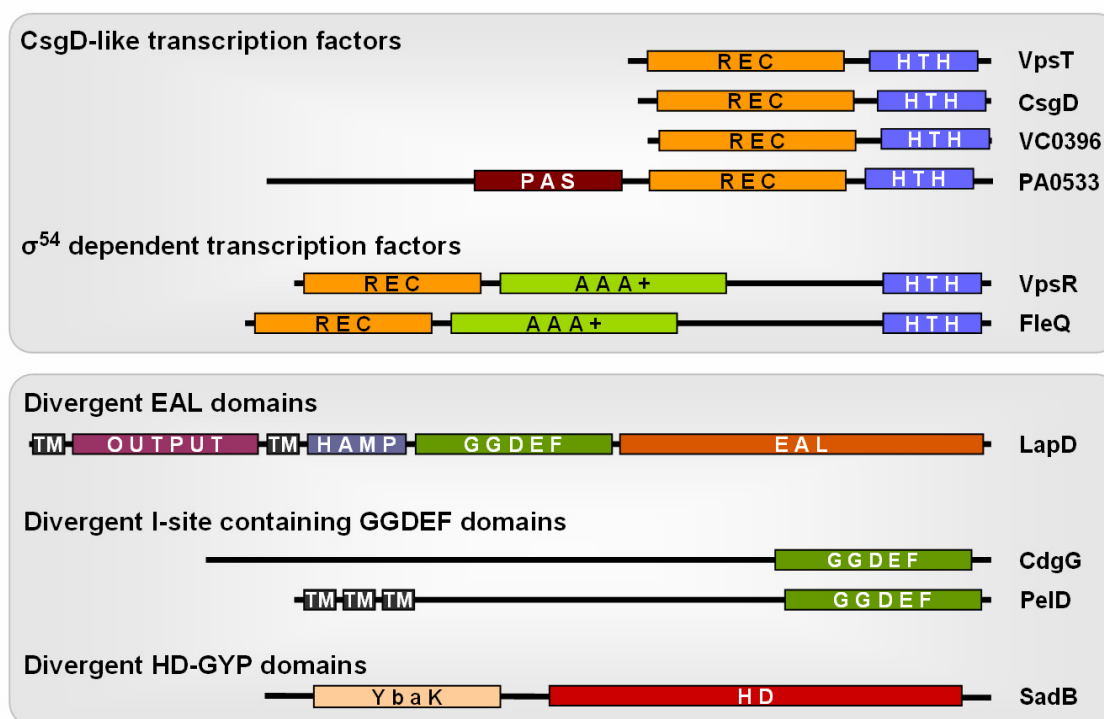 CsgD-like transcription factors
REC HTH VpsT
REC HTH CsgD
REC HTH VC0396
PAS REC HTH PA0533
σ54 dependent transcription factors
REC AAA+ HTH VpsR
REC AAA+ HTH FleQ
Divergent EAL domains
TM OUTPUT TM HAMP GGDEF EAL LapD
Divergent I-site containing GGDEF domains
GGDEF CdgG
TM TM TM GGDEF PelD
Divergent HD-GYP domains
YbaK HD SadB